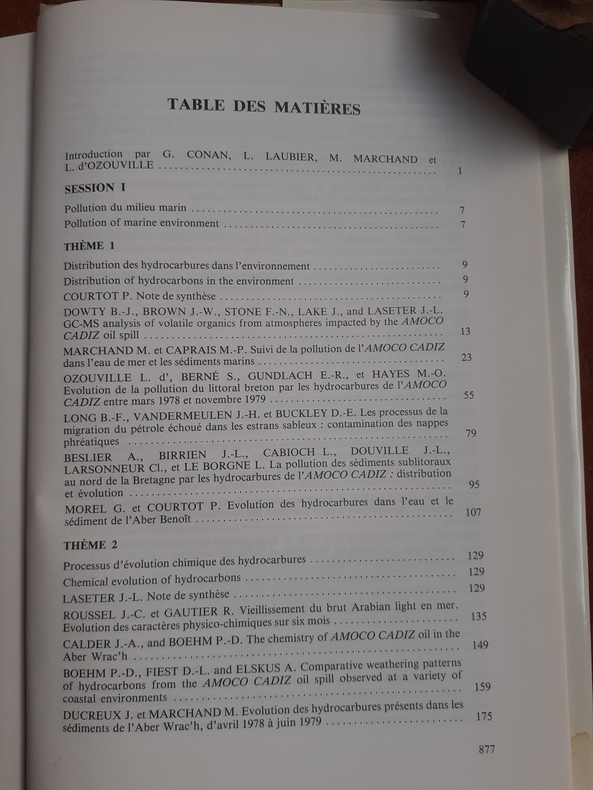 TABLE DES MATIÈRES
Introduction par G. CONAN, L. LAUBIER, M. MARCHAND et
L. d'OZOUVILLE ........ 1
SESSION I
Pollution du milieu marin ........ 7
Pollution of marine environment ........ 7
THÈME 1
Distribution des hydrocarbures dans l'environnement ........ 9
Distribution of hydrocarbons in the environment ........ 9
COURTOT P. Note de synthèse ........ 9
DOWTY B.-J., BROWN J.-W., STONE F.-N., LAKE J., and LASETER J.-L.
GC-MS analysis of volatile organics from atmospheres impacted by the AMOCO
CADIZ oil spill ........ 13
MARCHAND M. et CAPRAIS M.-P. Suivi de la pollution de l'AMOCO CADIZ
dans l'eau de mer et les sédiments marins ........ 23
OZOUVILLE L. d', BERNÉ S., GUNDLACH E.-R., et HAYES M.-O.
Evolution de la pollution du littoral breton par les hydrocarbures de l'AMOCO
CADIZ entre mars 1978 et novembre 1979 ........ 55
LONG B.-F., VANDERMEULEN J.-H. et BUCKLEY D.-E. Les processus de la
migration du pétrole échoué dans les estrans sableux : contamination des nappes
phréatiques ........ 79
BESLIER A., BIRRIEN J.-L., CABIOCH L., DOUVILLE J.-L.,
LARSONNEUR Cl., et LE BORGNE L. La pollution des sédiments sublitoraux
au nord de la Bretagne par les hydrocarbures de l'AMOCO CADIZ : distribution
et évolution ........ 95
MOREL G. et COURTOT P. Evolution des hydrocarbures dans l'eau et le
sédiment de l'Aber Benoît ........ 107
THÈME 2
Processus d'évolution chimique des hydrocarbures ........ 129
Chemical evolution of hydrocarbons ........ 129
LASETER J.-L. Note de synthèse ........ 129
ROUSSEL J.-C. et GAUTIER R. Vieillissement du brut Arabian light en mer.
Evolution des caractères physico-chimiques sur six mois ........ 135
CALDER J.-A., and BOEHM P.-D. The chemistry of AMOCO CADIZ oil in the
Aber Wrac'h ........ 149
BOEHM P.-D., FIEST D.-L. and ELSKUS A. Comparative weathering patterns
of hydrocarbons from the AMOCO CADIZ oil spill observed at a variety of
coastal environments ........ 159
DUCREUX J. et MARCHAND M. Evolution des hydrocarbures présents dans les
sédiments de l'Aber Wrac'h, d'avril 1978 à juin 1979 ........ 175
877